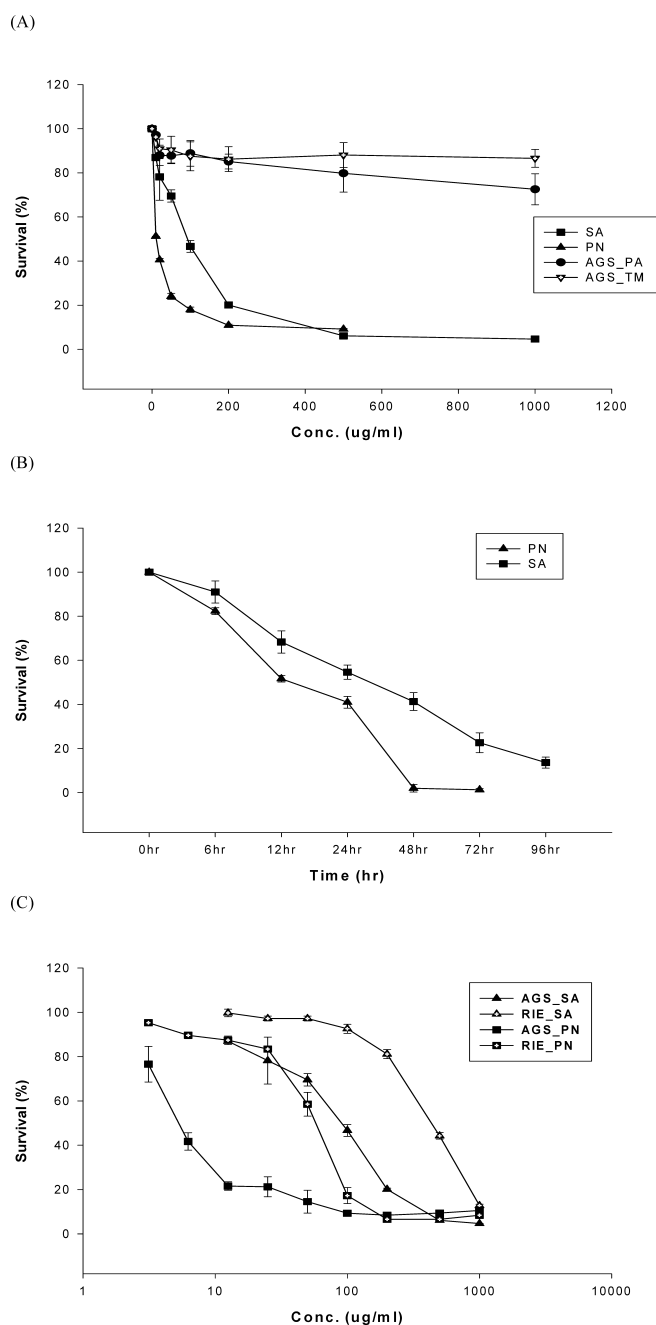 (A)
120
100
80
60
40
20
0
Survival (%)
SA
PN
AGS_PA
AGS_TM
0 200 400 600 800 1000 1200
Conc. (ug/ml)
(B)
120
100
80
60
40
20
0
Survival (%)
PN
SA
0hr 6hr 12hr 24hr 48hr 72hr 96hr
Time (hr)
(C)
120
100
80
60
40
20
0
Survival (%)
AGS_SA
RIE_SA
AGS_PN
RIE_PN
1 10 100 1000 10000
Conc. (ug/ml)